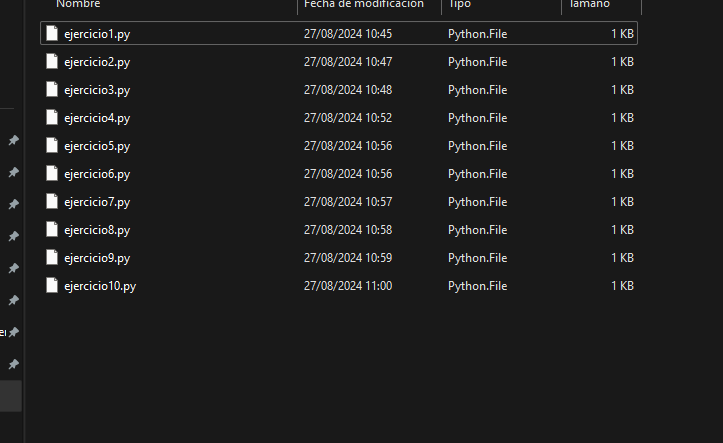 Nombre Fecha de modificación Tipo Tamaño
ejercicio1.py 27/08/2024 10:45 Python.File 1 KB
ejercicio2.py 27/08/2024 10:47 Python.File 1 KB
ejercicio3.py 27/08/2024 10:48 Python.File 1 KB
ejercicio4.py 27/08/2024 10:52 Python.File 1 KB
ejercicio5.py 27/08/2024 10:56 Python.File 1 KB
ejercicio6.py 27/08/2024 10:56 Python.File 1 KB
ejercicio7.py 27/08/2024 10:57 Python.File 1 KB
ejercicio8.py 27/08/2024 10:58 Python.File 1 KB
ejercicio9.py 27/08/2024 10:59 Python.File 1 KB
ejercicio10.py 27/08/2024 11:00 Python.File 1 KB